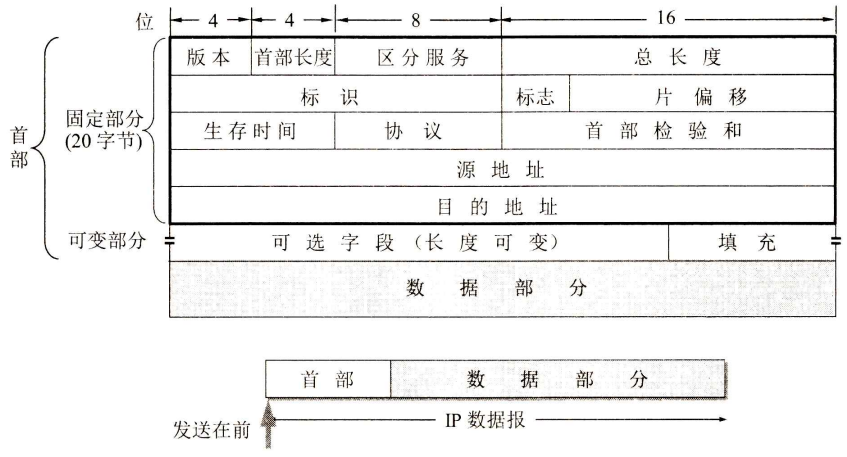 位 4 4 8 16
版本 首部长度 区分服务 总长度
标识 标志 片偏移
首部 固定部分 (20 字节) 生存时间 协议 首部检验和
源地址
目的地址
可变部分 可选字段（长度可变） 填充
数据部分
首部 数据部分
发送在前 IP 数据报